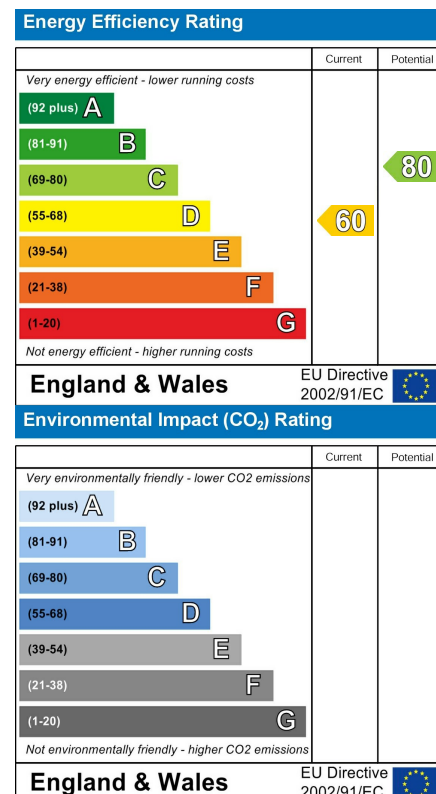 Energy Efficiency Rating
Current Potential
Very energy efficient - lower running costs
(92 plus) A
(81-91) B
(69-80) C
80
(55-68) D
60
(39-54) E
(21-38) F
(1-20) G
Not energy efficient - higher running costs
England & Wales
EU Directive
2002/91/EC
Environmental Impact (CO₂) Rating
Current Potential
Very environmentally friendly - lower CO2 emissions
(92 plus) A
(81-91) B
(69-80) C
(55-68) D
(39-54) E
(21-38) F
(1-20) G
Not environmentally friendly - higher CO2 emissions
England & Wales
EU Directive
2002/91/EC